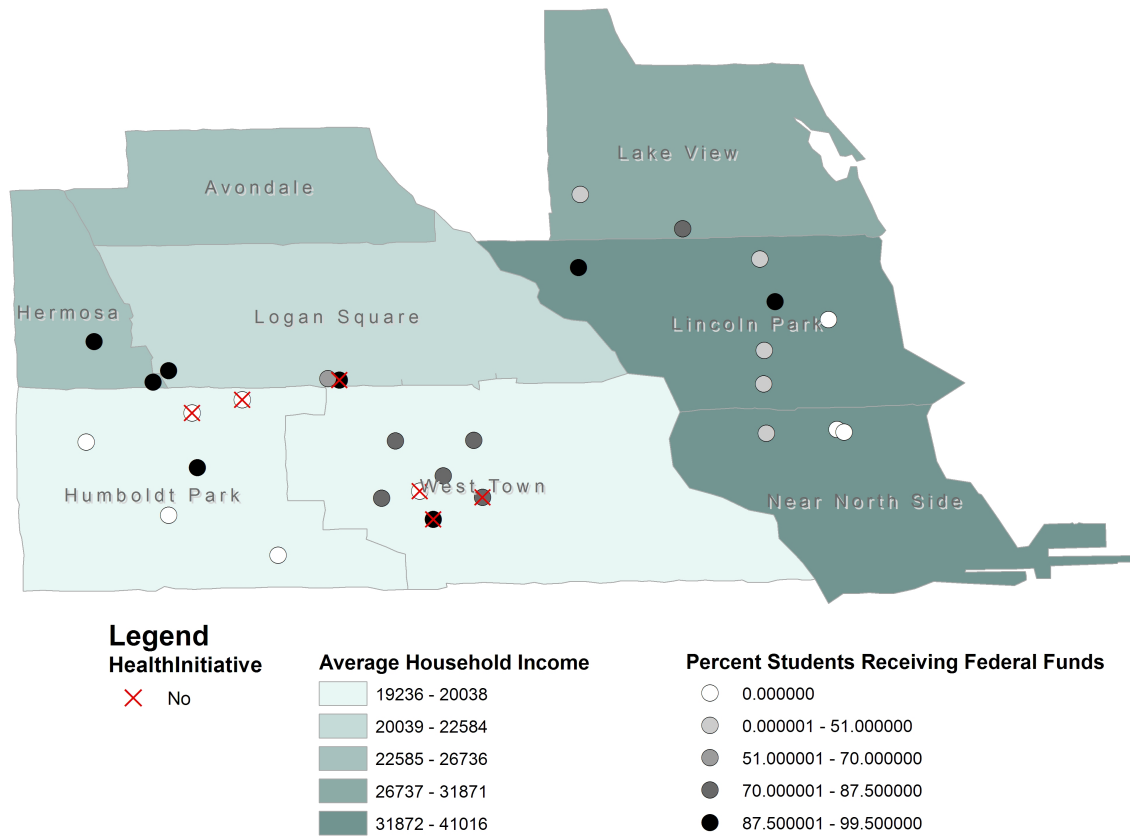 Lake View
Avondale
Hermosa
Logan Square
Lincoln Park
Humboldt Park
West Town
Near North Side
Legend
HealthInitiative
No
Average Household Income
19236 - 20038
20039 - 22584
22585 - 26736
26737 - 31871
31872 - 41016
Percent Students Receiving Federal Funds
0.000000
0.000001 - 51.000000
51.000001 - 70.000000
70.000001 - 87.500000
87.500001 - 99.500000